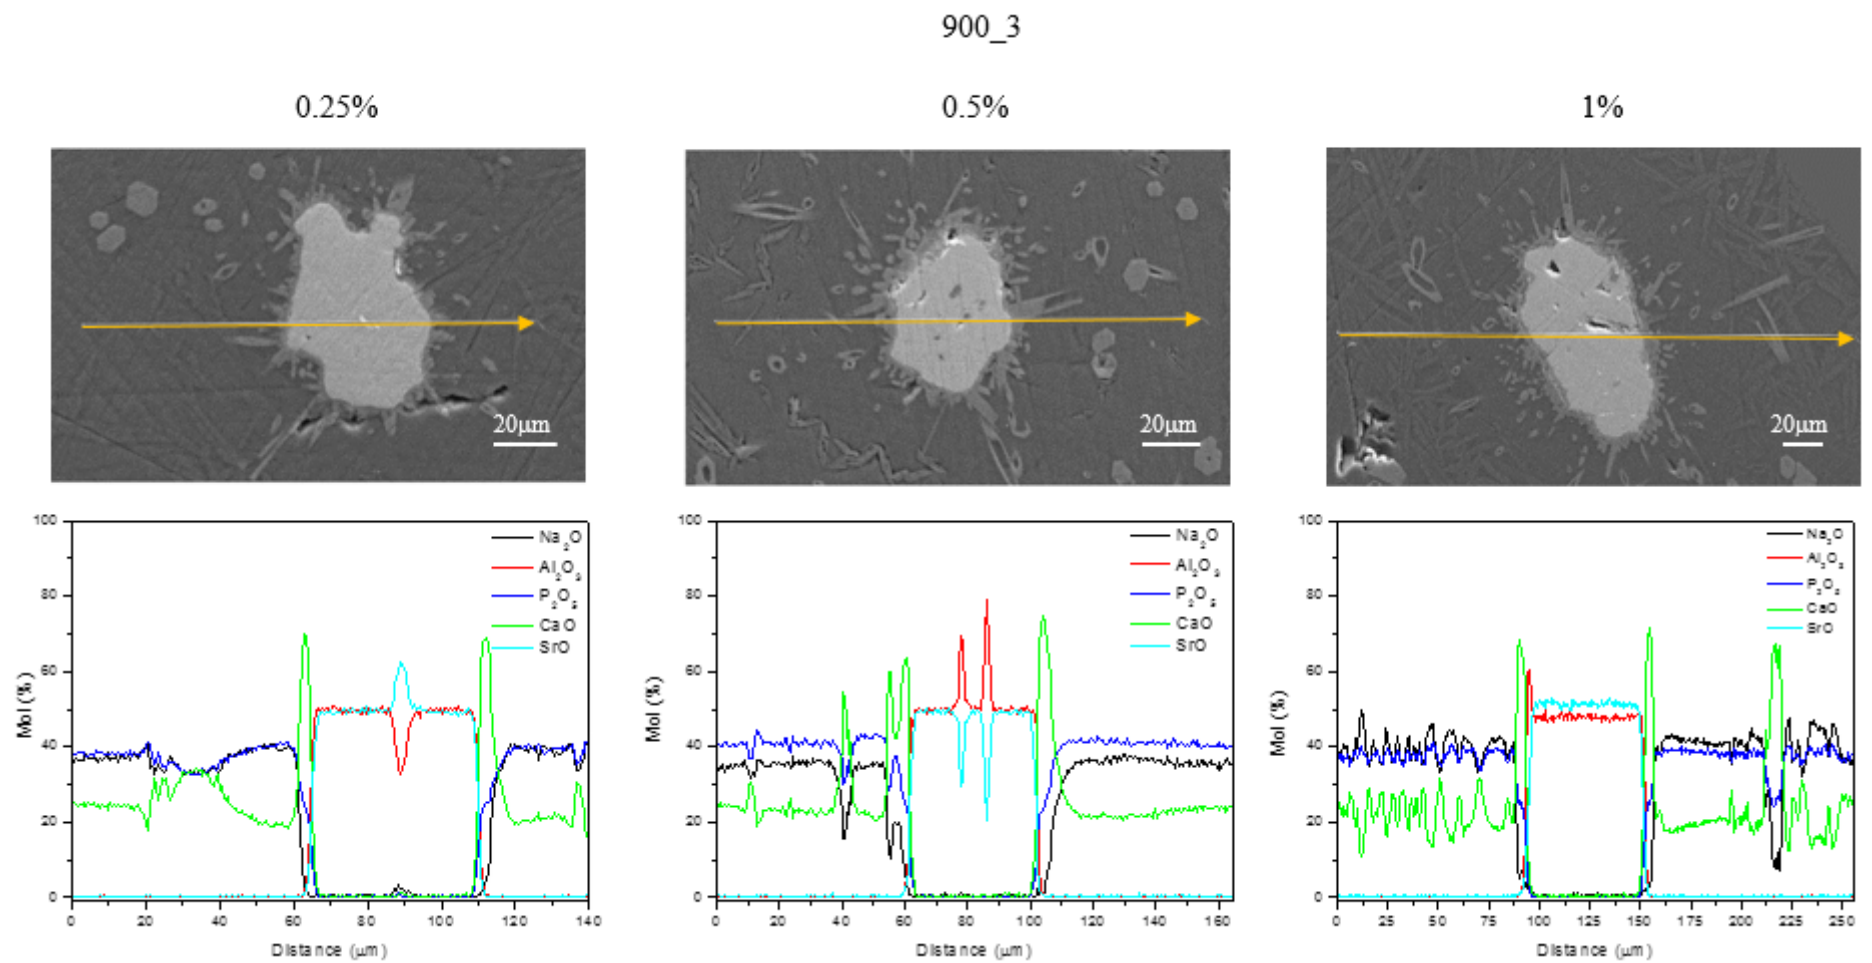 900_3
0.25%
0.5%
1%
20μm
20μm
20μm
Mol (%)
100
80
60
40
20
0
Na2O
Al2O3
P2O5
CaO
SrO
0 20 40 60 80 100 120 140
Distance (μm)
Mol (%)
100
80
60
40
20
0
Na2O
Al2O3
P2O5
CaO
SrO
0 20 40 60 80 100 120 140 160
Distance (μm)
Mol (%)
100
80
60
40
20
0
Na2O
Al2O3
P2O5
CaO
SrO
0 25 50 75 100 125 150 175 200 225 250
Distance (μm)